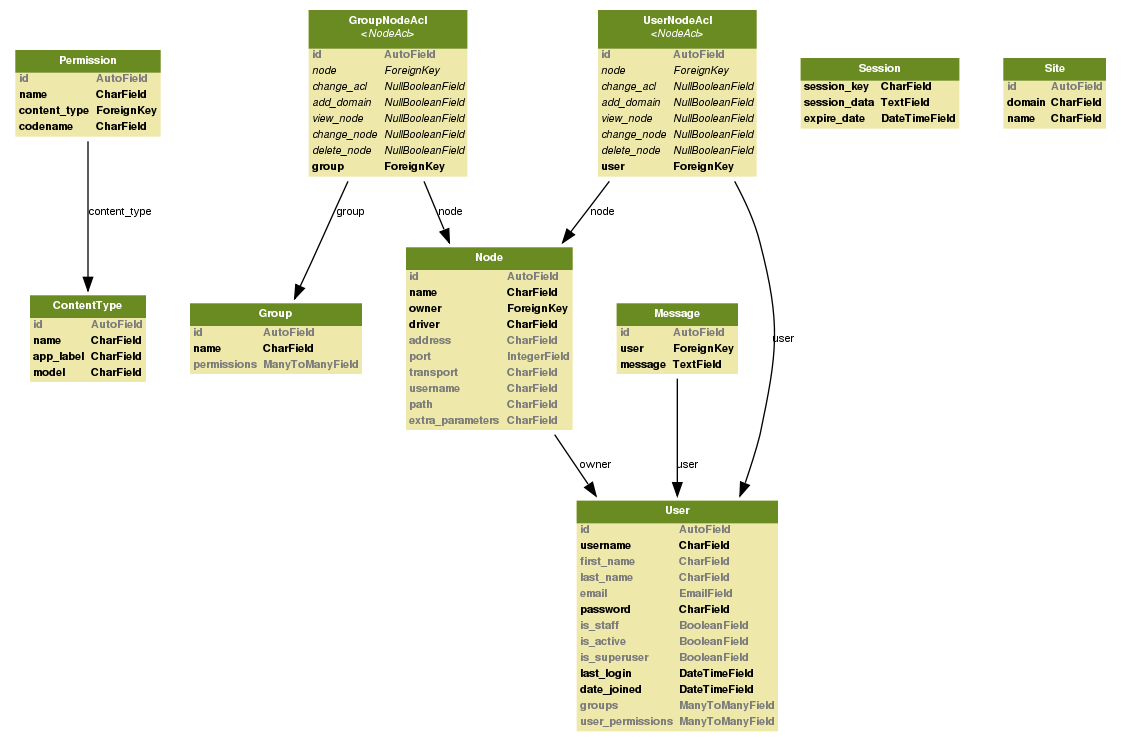 Permission
id AutoField
name CharField
content_type ForeignKey
codename CharField
GroupNodeAcl
<NodeAcl>
id AutoField
node ForeignKey
change_acl NullBooleanField
add_domain NullBooleanField
view_node NullBooleanField
change_node NullBooleanField
delete_node NullBooleanField
group ForeignKey
UserNodeAcl
<NodeAcl>
id AutoField
node ForeignKey
change_acl NullBooleanField
add_domain NullBooleanField
view_node NullBooleanField
change_node NullBooleanField
delete_node NullBooleanField
user ForeignKey
Session
session_key CharField
session_data TextField
expire_date DateTimeField
Site
id AutoField
domain CharField
name CharField
content_type
group
node
node
user
ContentType
id AutoField
name CharField
app_label CharField
model CharField
Group
id AutoField
name CharField
permissions ManyToManyField
Node
id AutoField
name CharField
owner ForeignKey
driver CharField
address CharField
port IntegerField
transport CharField
username CharField
path CharField
extra_parameters CharField
Message
id AutoField
user ForeignKey
message TextField
owner
user
User
id AutoField
username CharField
first_name CharField
last_name CharField
email EmailField
password CharField
is_staff BooleanField
is_active BooleanField
is_superuser BooleanField
last_login DateTimeField
date_joined DateTimeField
groups ManyToManyField
user_permissions ManyToManyField